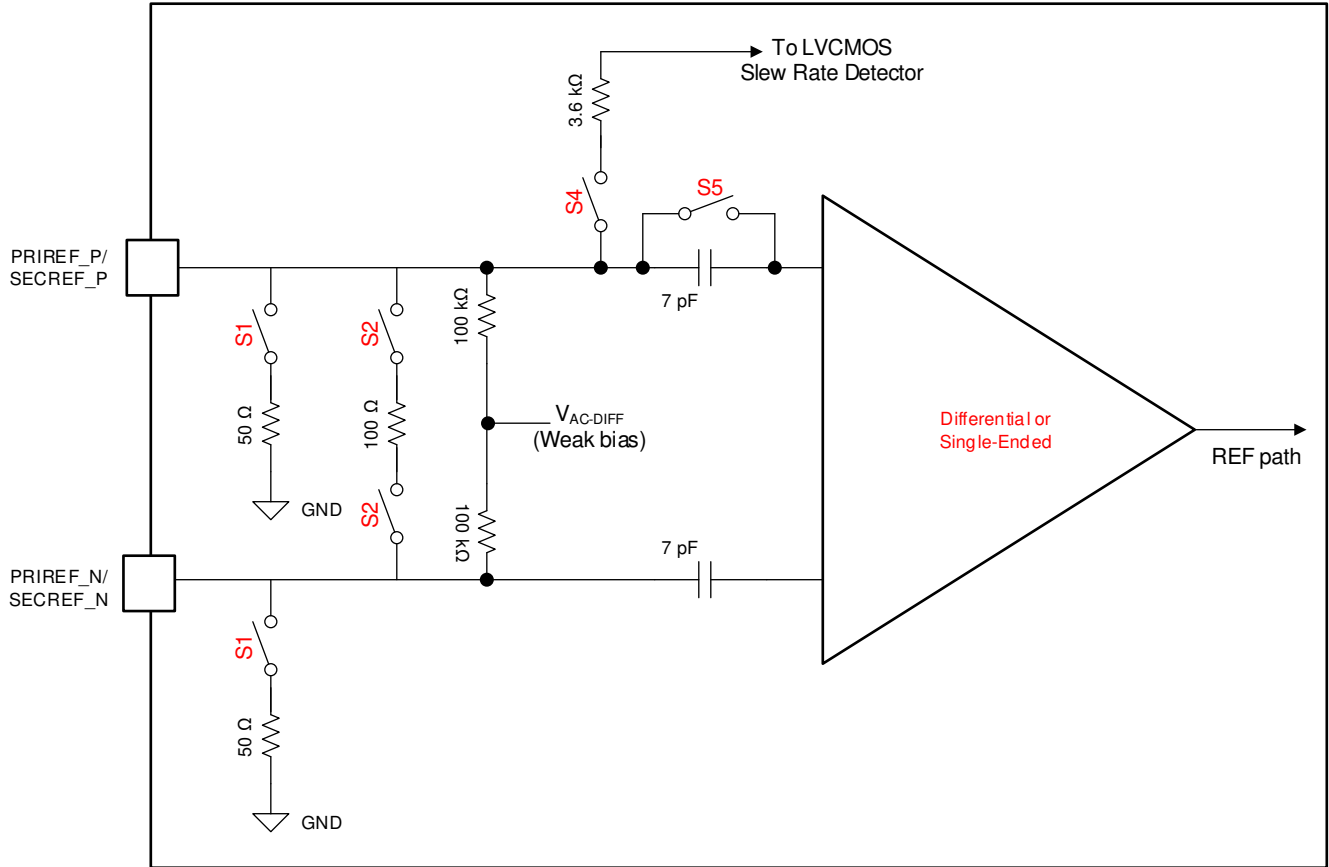 To LVCMOS
Slew Rate Detector
3.6 kΩ
S4
S5
PRIREF_P/
SECREF_P
7 pF
100 kΩ
S1
S2
50 Ω
100 Ω
VAC-DIFF
(Weak bias)
Differential or
Single-Ended
REF path
GND
S2
100 kΩ
7 pF
PRIREF_N/
SECREF_N
S1
50 Ω
GND